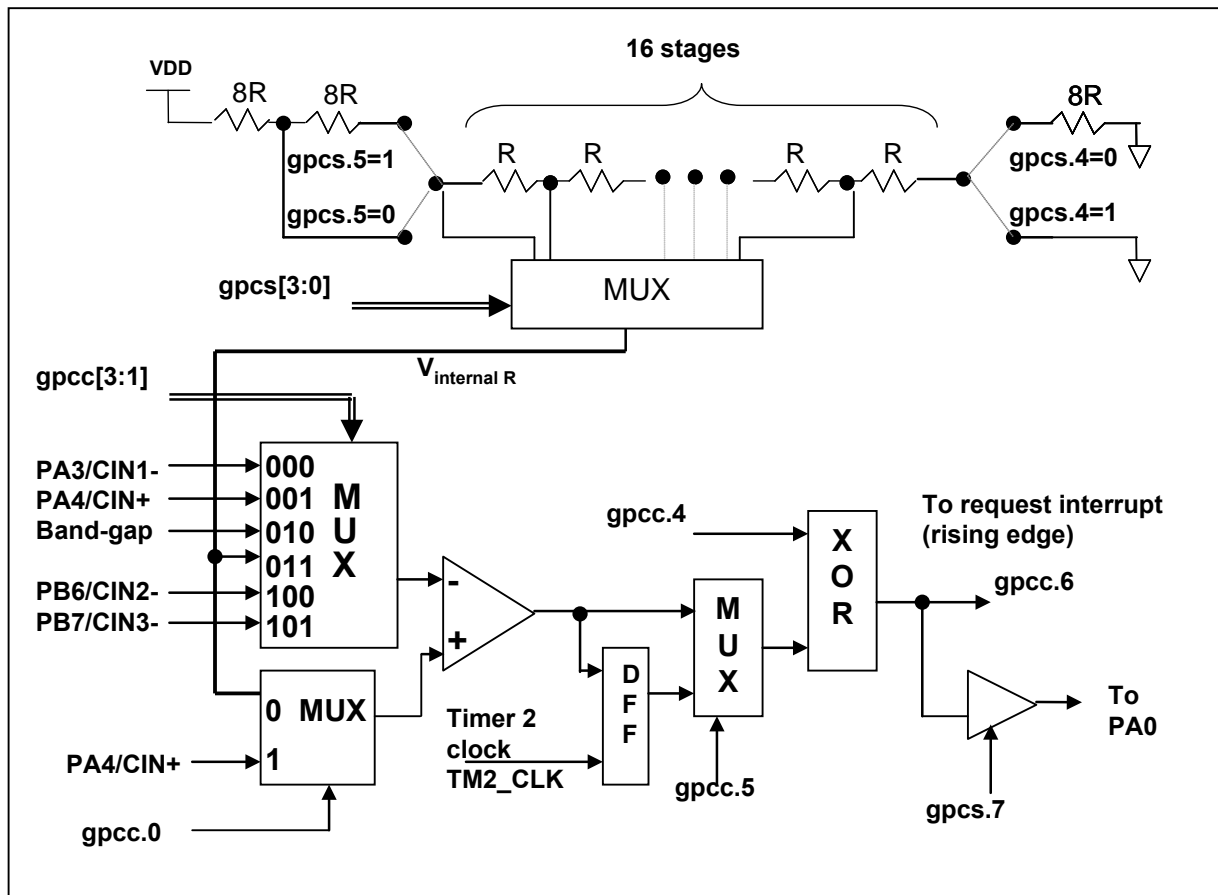 16 stages
VDD
8R
8R
8R
R
R
R
R
gpcs.5=1
gpcs.4=0
gpcs.5=0
gpcs.4=1
gpcs[3:0]
MUX
V internal R
gpcc[3:1]
PA3/CIN1-
000
PA4/CIN+
001
Band-gap
010
011
PB6/CIN2-
100
PB7/CIN3-
101
M
U
X
-
+
0 MUX
1
PA4/CIN+
gpcc.0
Timer 2
clock
TM2_CLK
D
F
F
M
U
X
gpcc.5
gpcc.4
X
O
R
To request interrupt
(rising edge)
gpcc.6
To
PA0
gpcs.7